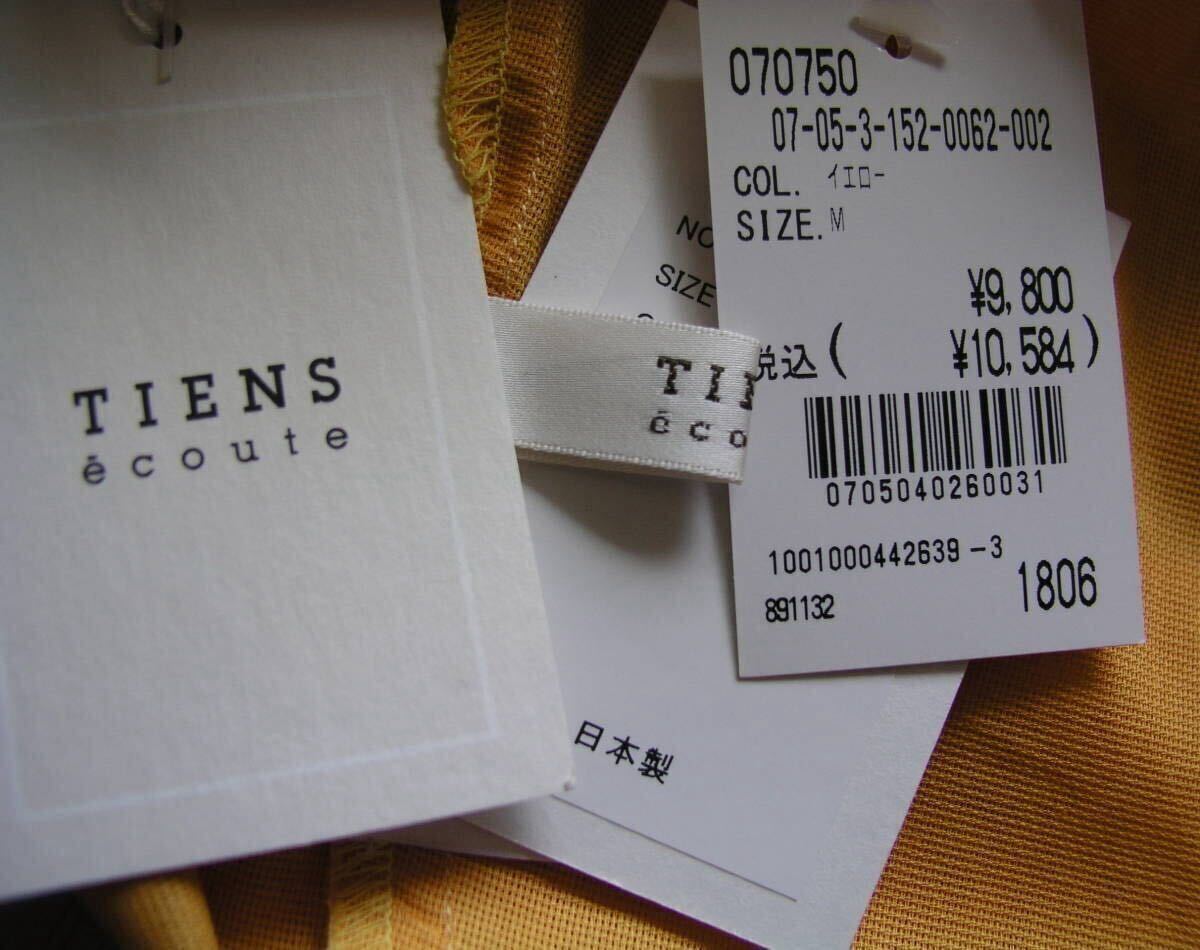 TIENS
écoute
TIE
éco
NO
SIZE
日本製
070750
07-05-3-152-0062-002
COL. イエロー
SIZE. M
¥9,800
税込( ¥10,584)
0705040260031
1001000442639-3
891132
1806